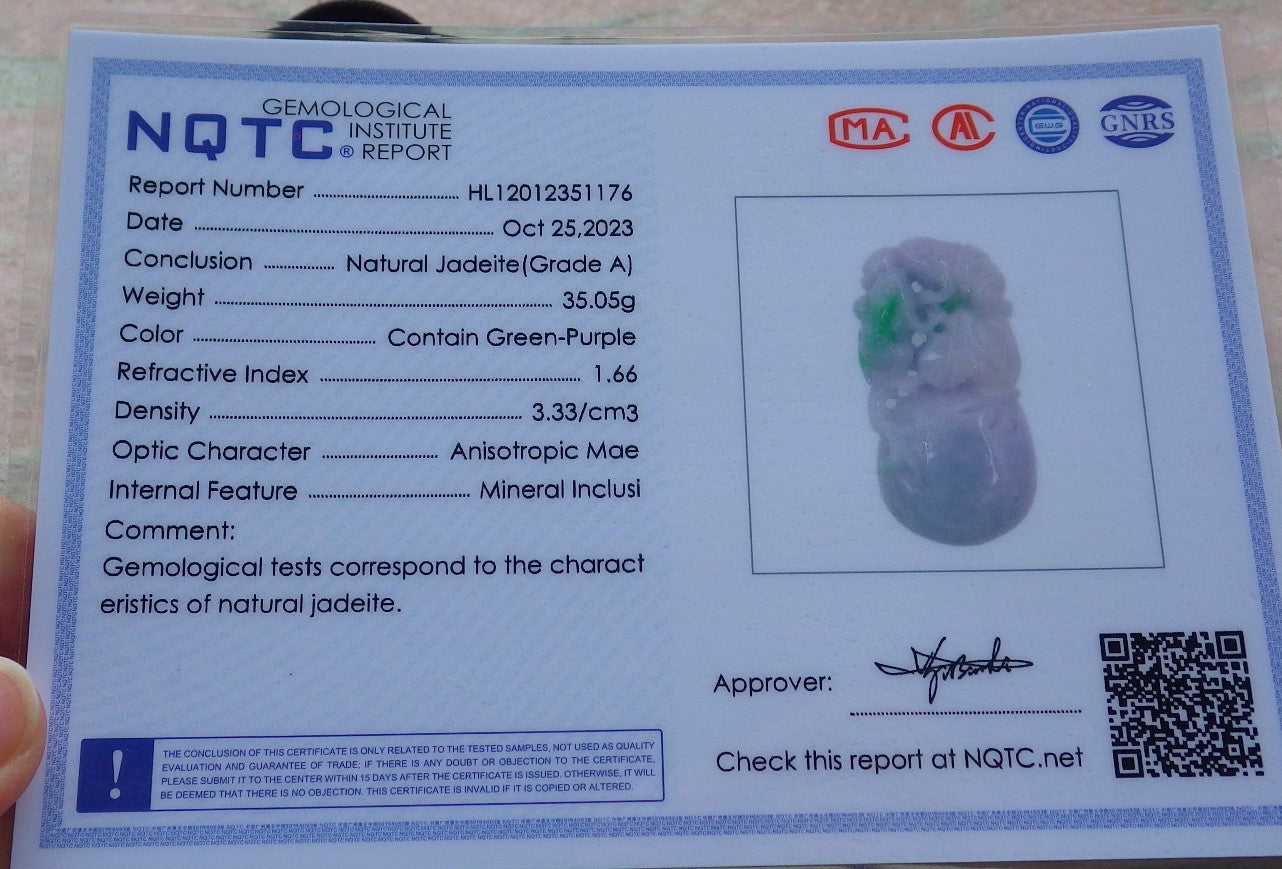 NQTC® GEMOLOGICAL INSTITUTE REPORT
Report Number HL12012351176
Date Oct 25,2023
Conclusion Natural Jadeite(Grade A)
Weight 35.05g
Color Contain Green-Purple
Refractive Index 1.66
Density 3.33/cm3
Optic Character Anisotropic Mae
Internal Feature Mineral Inclusi
Comment:
Gemological tests correspond to the charact
eristics of natural jadeite.
! THE CONCLUSION OF THIS CERTIFICATE IS ONLY RELATED TO THE TESTED SAMPLES, NOT USED AS QUALITY
EVALUATION AND GUARANTEE OF TRADE; IF THERE IS ANY DOUBT OR OBJECTION TO THE CERTIFICATE,
PLEASE SUBMIT IT TO THE CENTER WITHIN 15 DAYS AFTER THE CERTIFICATE IS ISSUED. OTHERWISE, IT WILL
BE DEEMED THAT THERE IS NO OBJECTION. THIS CERTIFICATE IS INVALID IF IT IS COPIED OR ALTERED.
MA
GNRS
Approver:
Check this report at NQTC.net